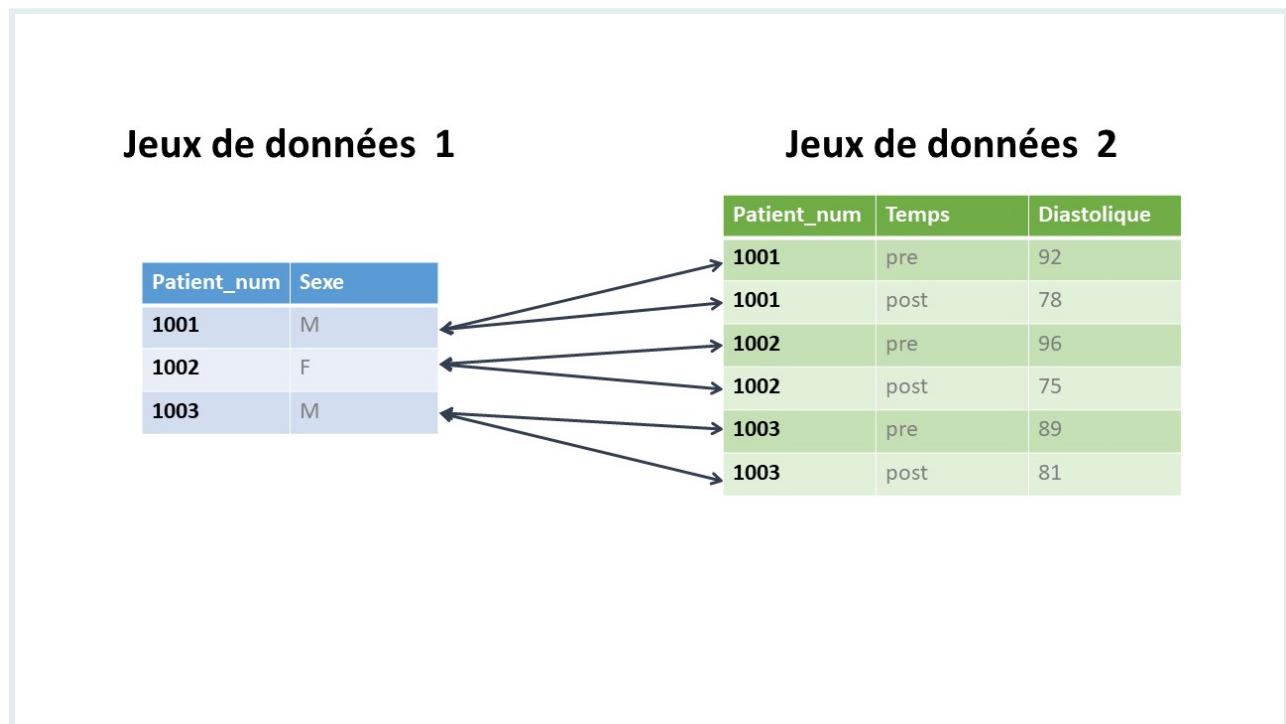 Jeux de données 1
Patient_num Sexe
1001 M
1002 F
1003 M
Jeux de données 2
Patient_num Temps Diastolique
1001 pre 92
1001 post 78
1002 pre 96
1002 post 75
1003 pre 89
1003 post 81